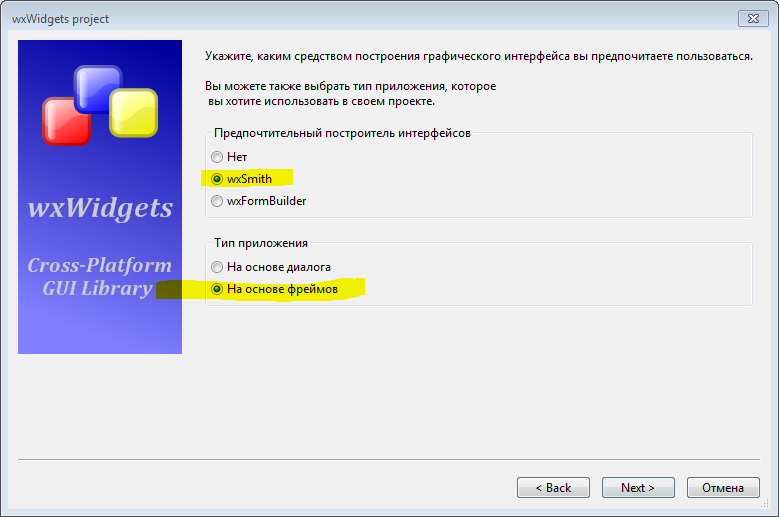 wxWidgets project
Укажите, каким средством построения графического интерфейса вы предпочитаете пользоваться.
Вы можете также выбрать тип приложения, которое
вы хотите использовать в своем проекте.
Предпочтительный построитель интерфейсов
Нет
wxSmith
wxFormBuilder
Тип приложения
На основе диалога
На основе фреймов
wxWidgets
Cross-Platform
GUI Library
< Back
Next >
Отмена